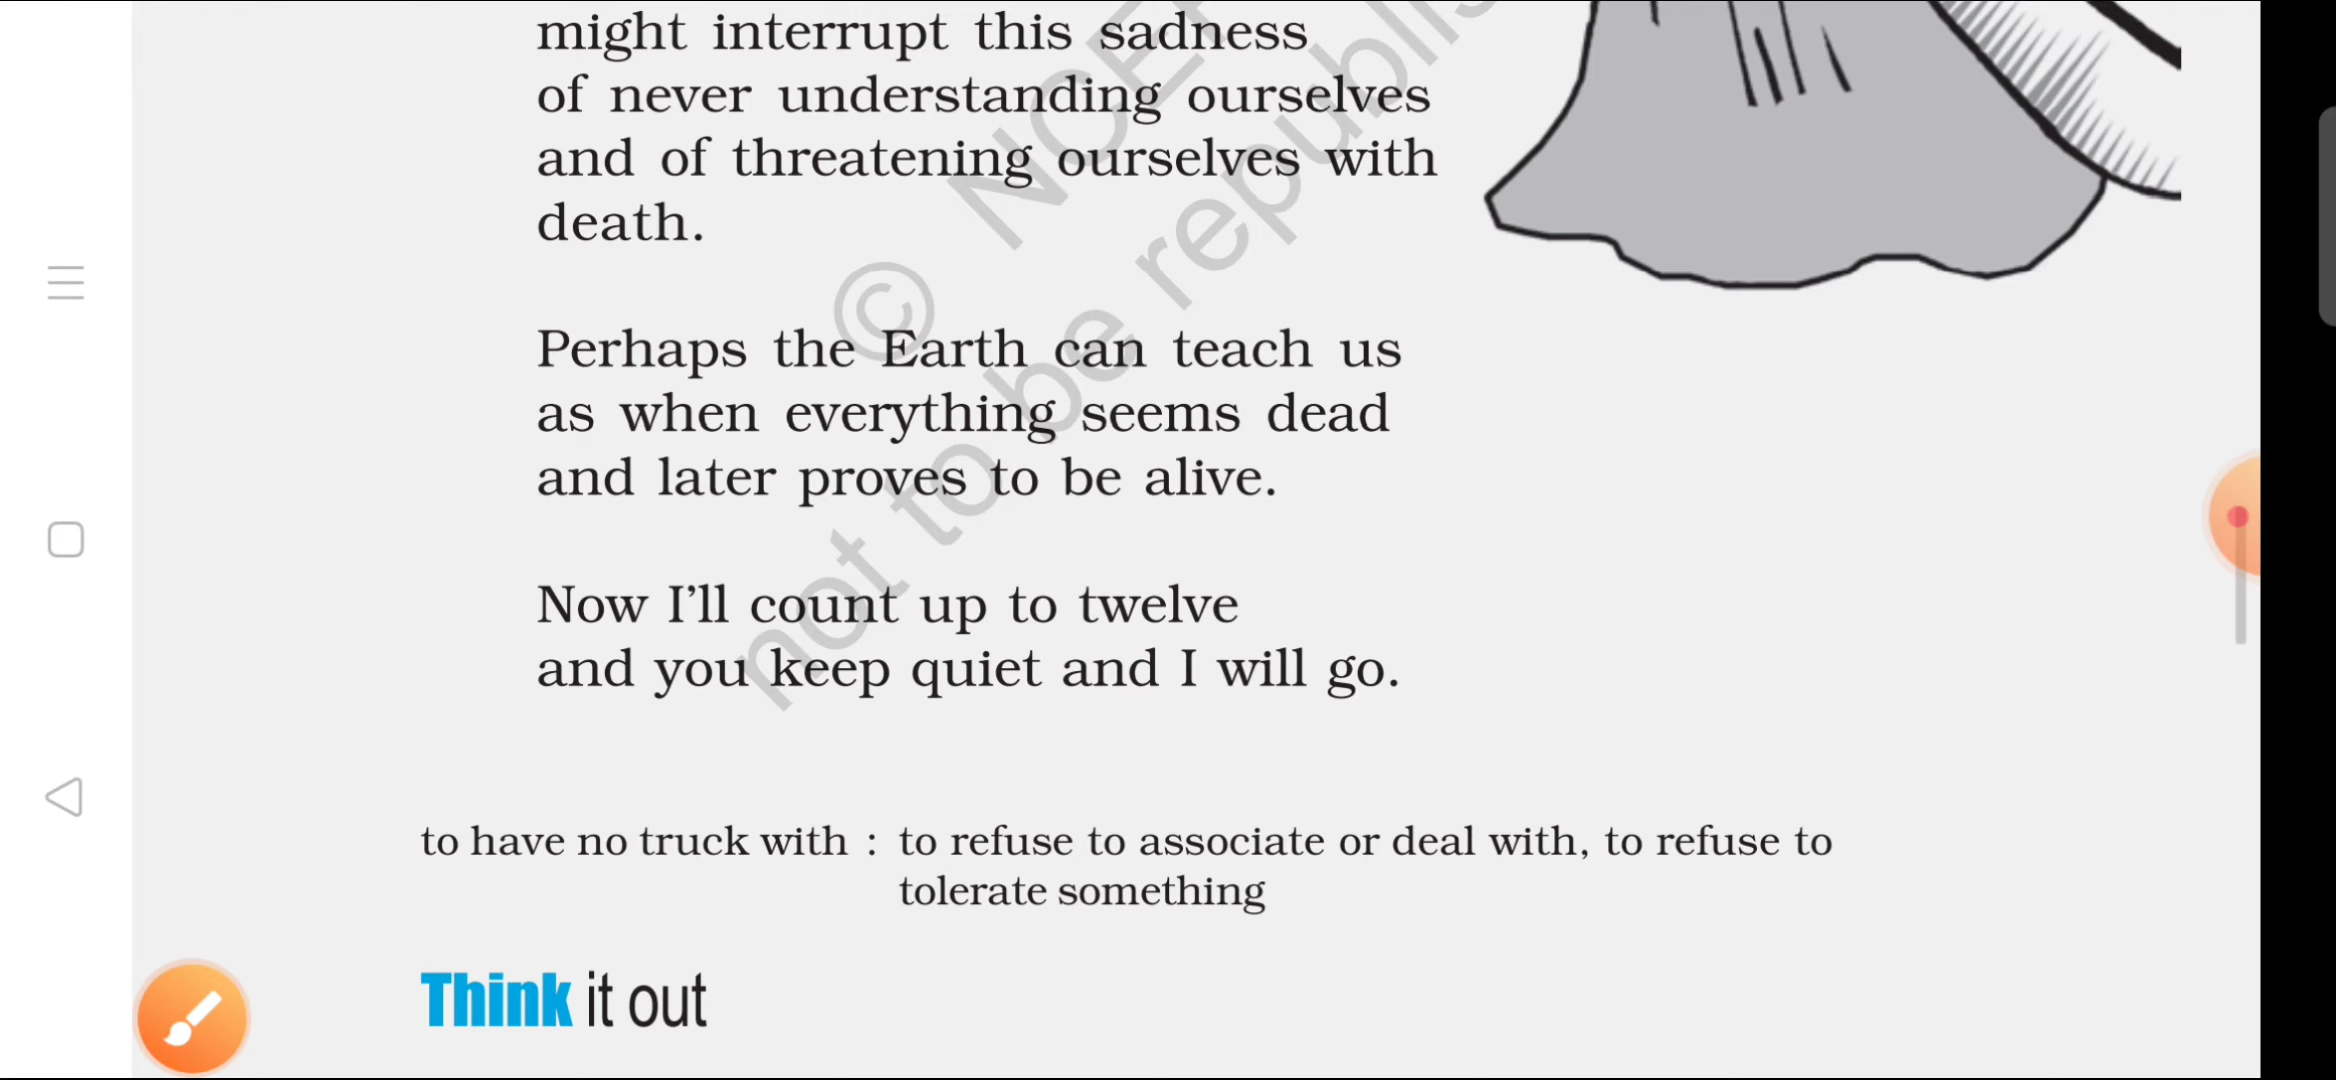 might interrupt this sadness
of never understanding ourselves
and of threatening ourselves with
death.
Perhaps the Earth can teach us
as when everything seems dead
and later proves to be alive.
Now I'll count up to twelve
and you keep quiet and I will go.
to have no truck with : to refuse to associate or deal with, to refuse to
tolerate something
Think it out
©
not to be